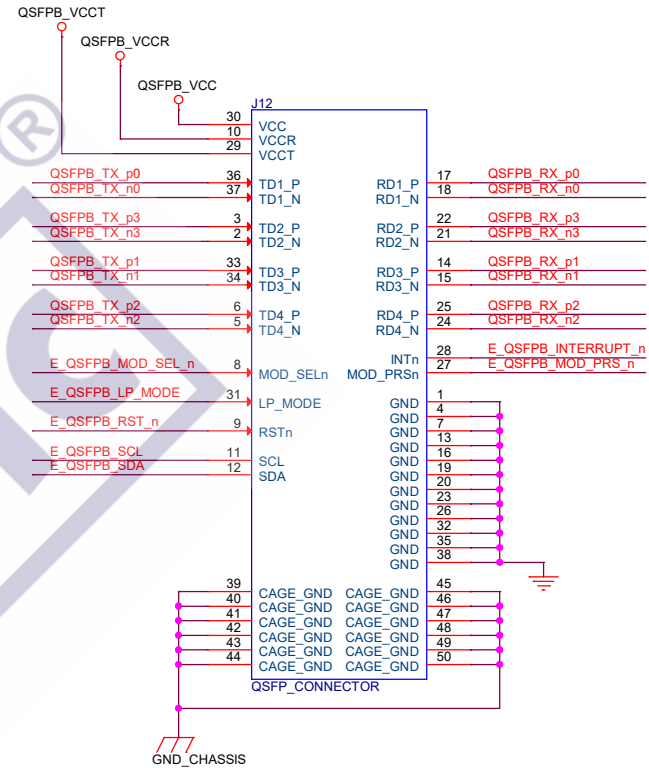 QSFPB_VCCT
QSFPB_VCCR
QSFPB_VCC
®
J12
30 VCC
10 VCCR
29 VCCT
QSFPB_TX_p0 36 TD1_P RD1_P 17 QSFPB_RX_p0
QSFPB_TX_n0 37 TD1_N RD1_N 18 QSFPB_RX_n0
QSFPB_TX_p3 3 TD2_P RD2_P 22 QSFPB_RX_p3
QSFPB_TX_n3 2 TD2_N RD2_N 21 QSFPB_RX_n3
QSFPB_TX_p1 33 TD3_P RD3_P 14 QSFPB_RX_p1
QSFPB_TX_n1 34 TD3_N RD3_N 15 QSFPB_RX_n1
QSFPB_TX_p2 6 TD4_P RD4_P 25 QSFPB_RX_p2
QSFPB_TX_n2 5 TD4_N RD4_N 24 QSFPB_RX_n2
INTn 28 E_QSFPB_INTERRUPT_n
E_QSFPB_MOD_SEL_n 8 MOD_SELn MOD_PRSn 27 E_QSFPB_MOD_PRS_n
E_QSFPB_LP_MODE 31 LP_MODE GND 1
GND 4
E_QSFPB_RST_n 9 RSTn GND 7
GND 13
E_QSFPB_SCL 11 SCL GND 16
E_QSFPB_SDA 12 SDA GND 19
GND 20
GND 23
GND 26
GND 32
GND 35
GND 38
39 CAGE_GND CAGE_GND 45
40 CAGE_GND CAGE_GND 46
41 CAGE_GND CAGE_GND 47
42 CAGE_GND CAGE_GND 48
43 CAGE_GND CAGE_GND 49
44 CAGE_GND CAGE_GND 50
QSFP_CONNECTOR
GND_CHASSIS